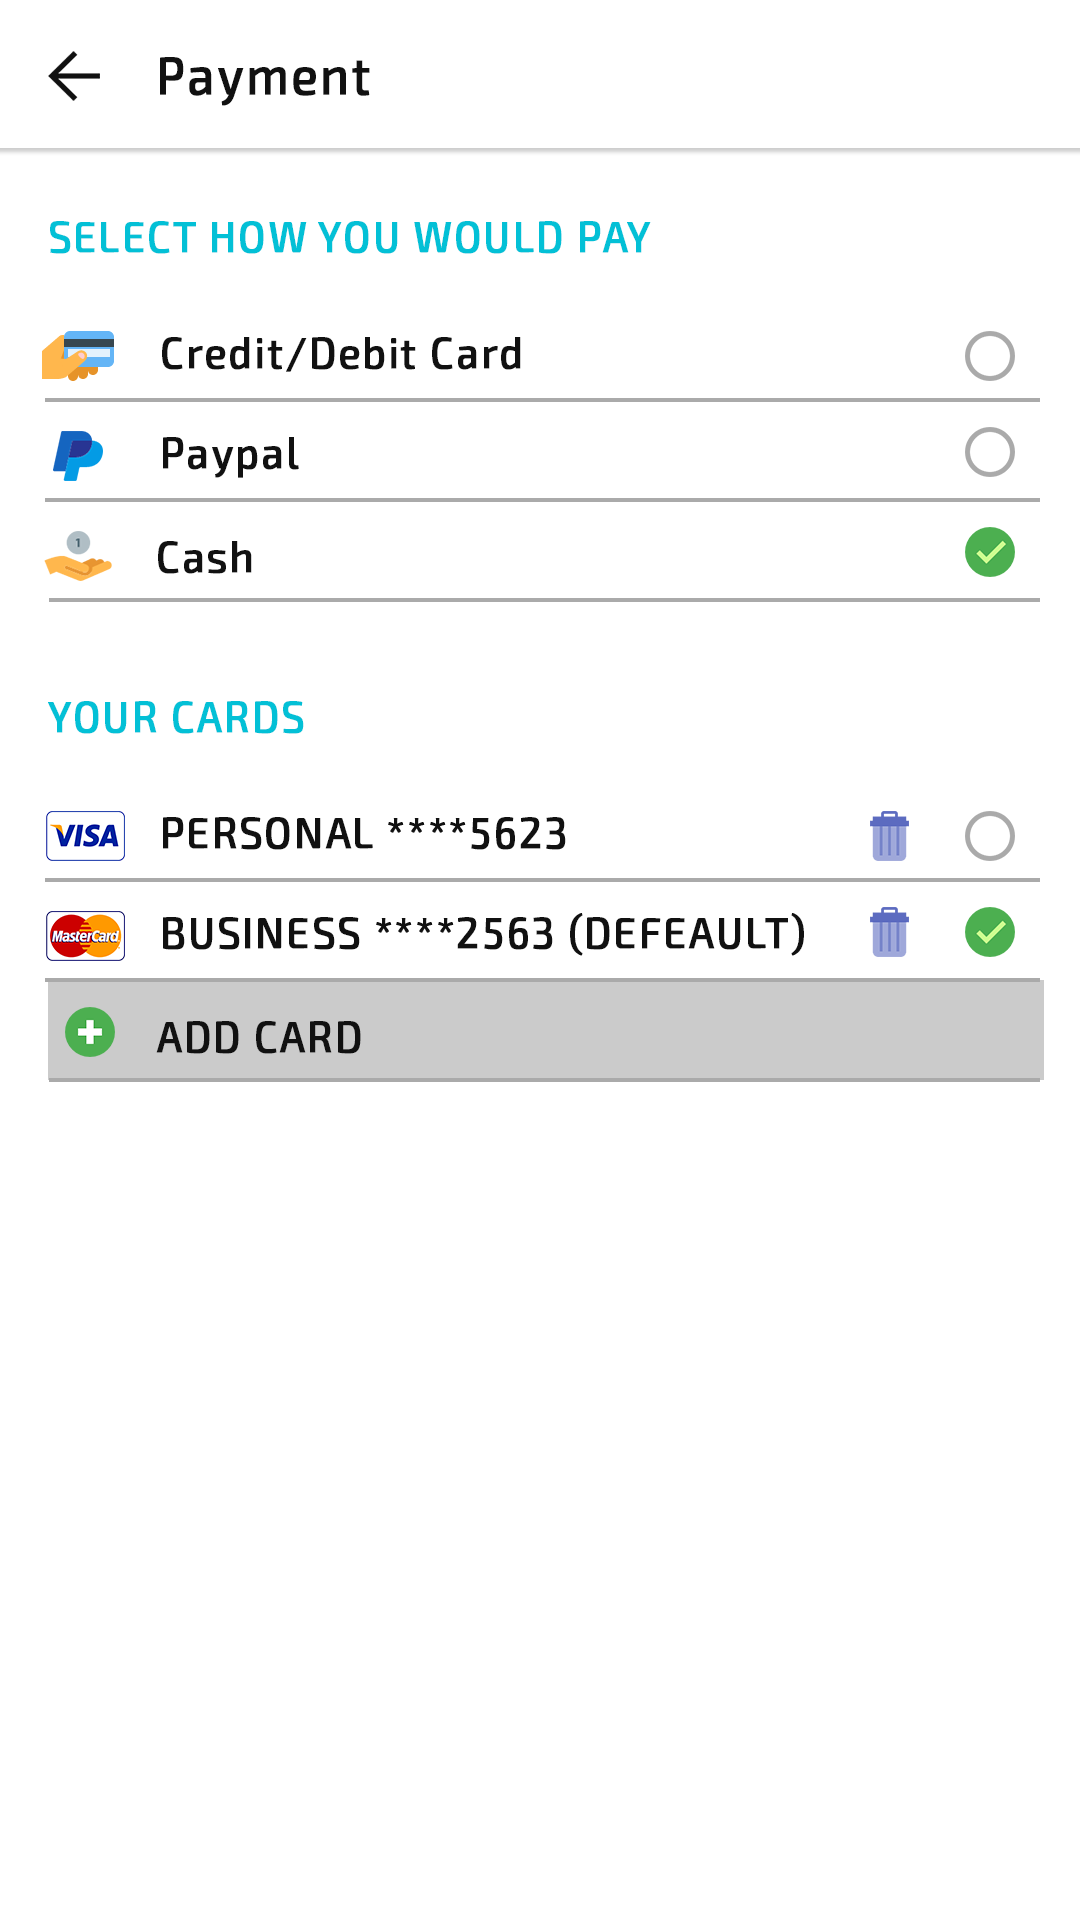 Payment
SELECT HOW YOU WOULD PAY
Credit/Debit Card
Paypal
1
Cash
YOUR CARDS
VISA PERSONAL ****5623
MasterCard BUSINESS ****2563 (DEFEAULT)
ADD CARD